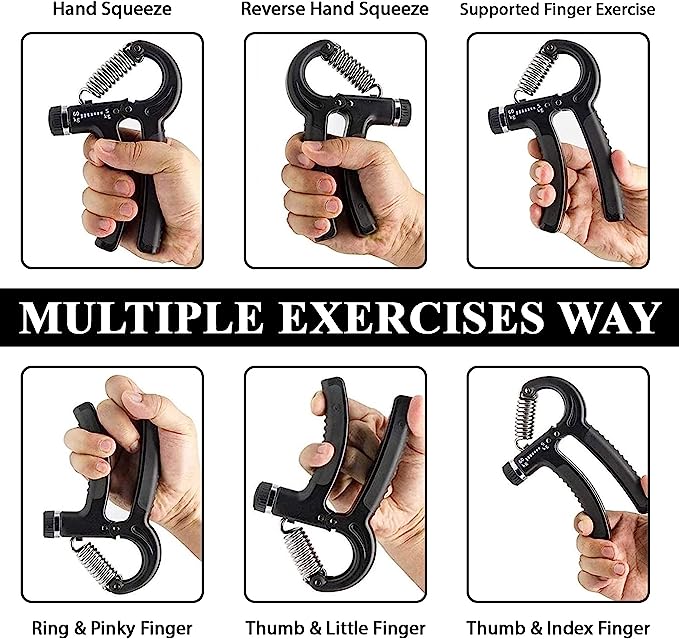 Hand Squeeze
Reverse Hand Squeeze
Supported Finger Exercise
MULTIPLE EXERCISES WAY
Ring & Pinky Finger
Thumb & Little Finger
Thumb & Index Finger